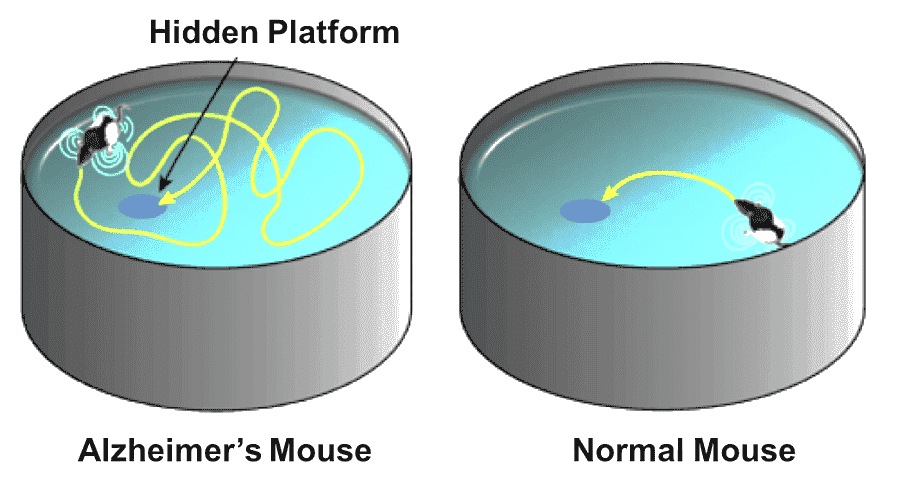 Hidden Platform
Alzheimer’s Mouse
Normal Mouse